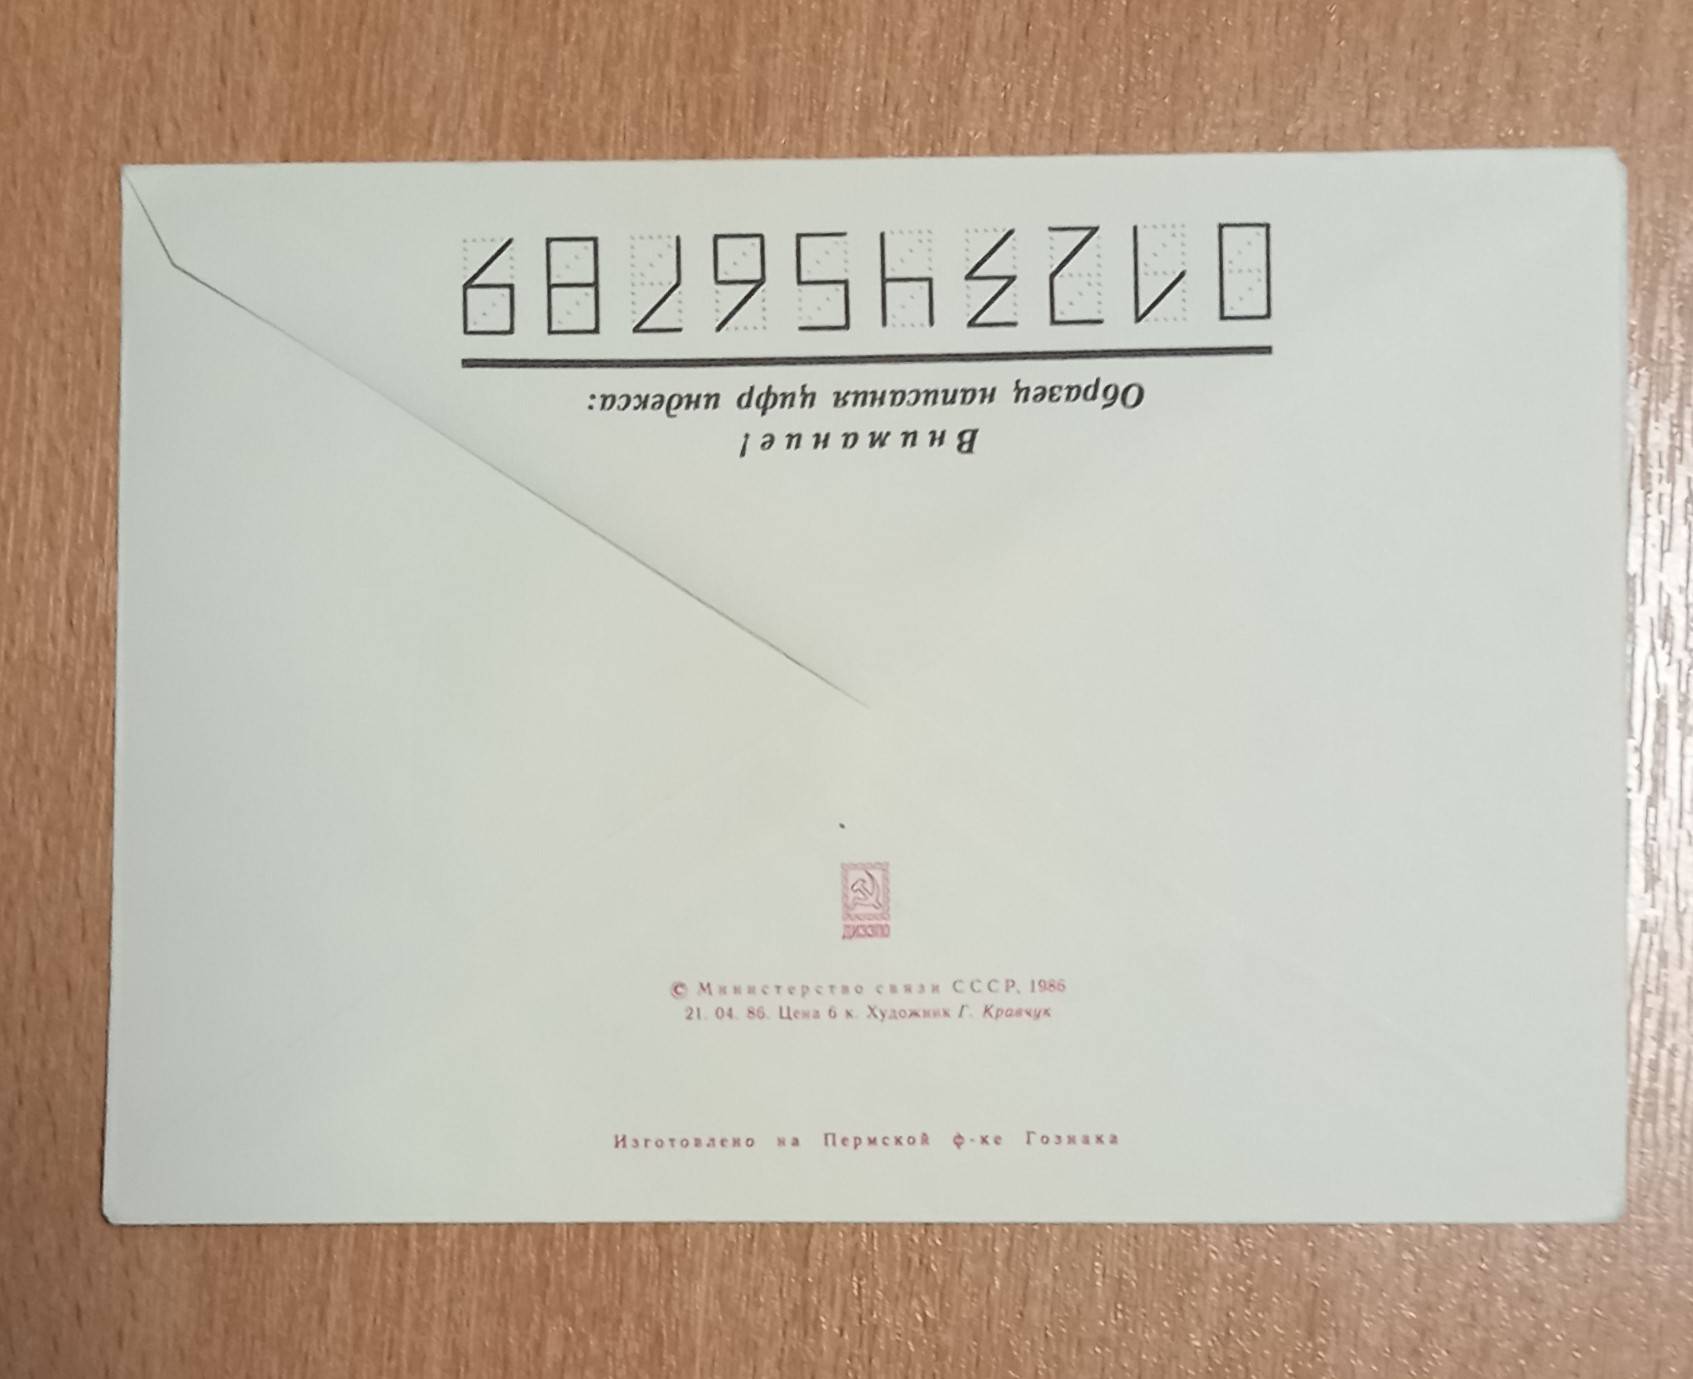 Внимание!
Образец написания цифр индекса:
0123456789
© Министерство связи СССР, 1986
21. 04. 86. Цена 6 к. Художник Г. Кравчук
Изготовлено на Пермской ф-ке Гознака